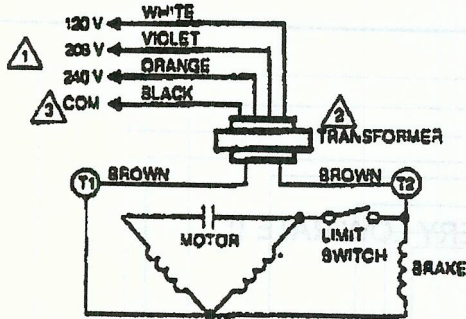 120 V WHITE
1 208 V VIOLET
240 V ORANGE
3 COM BLACK
2
TRANSFORMER
T1 BROWN BROWN T2
MOTOR
LIMIT
SWITCH
BRAKE